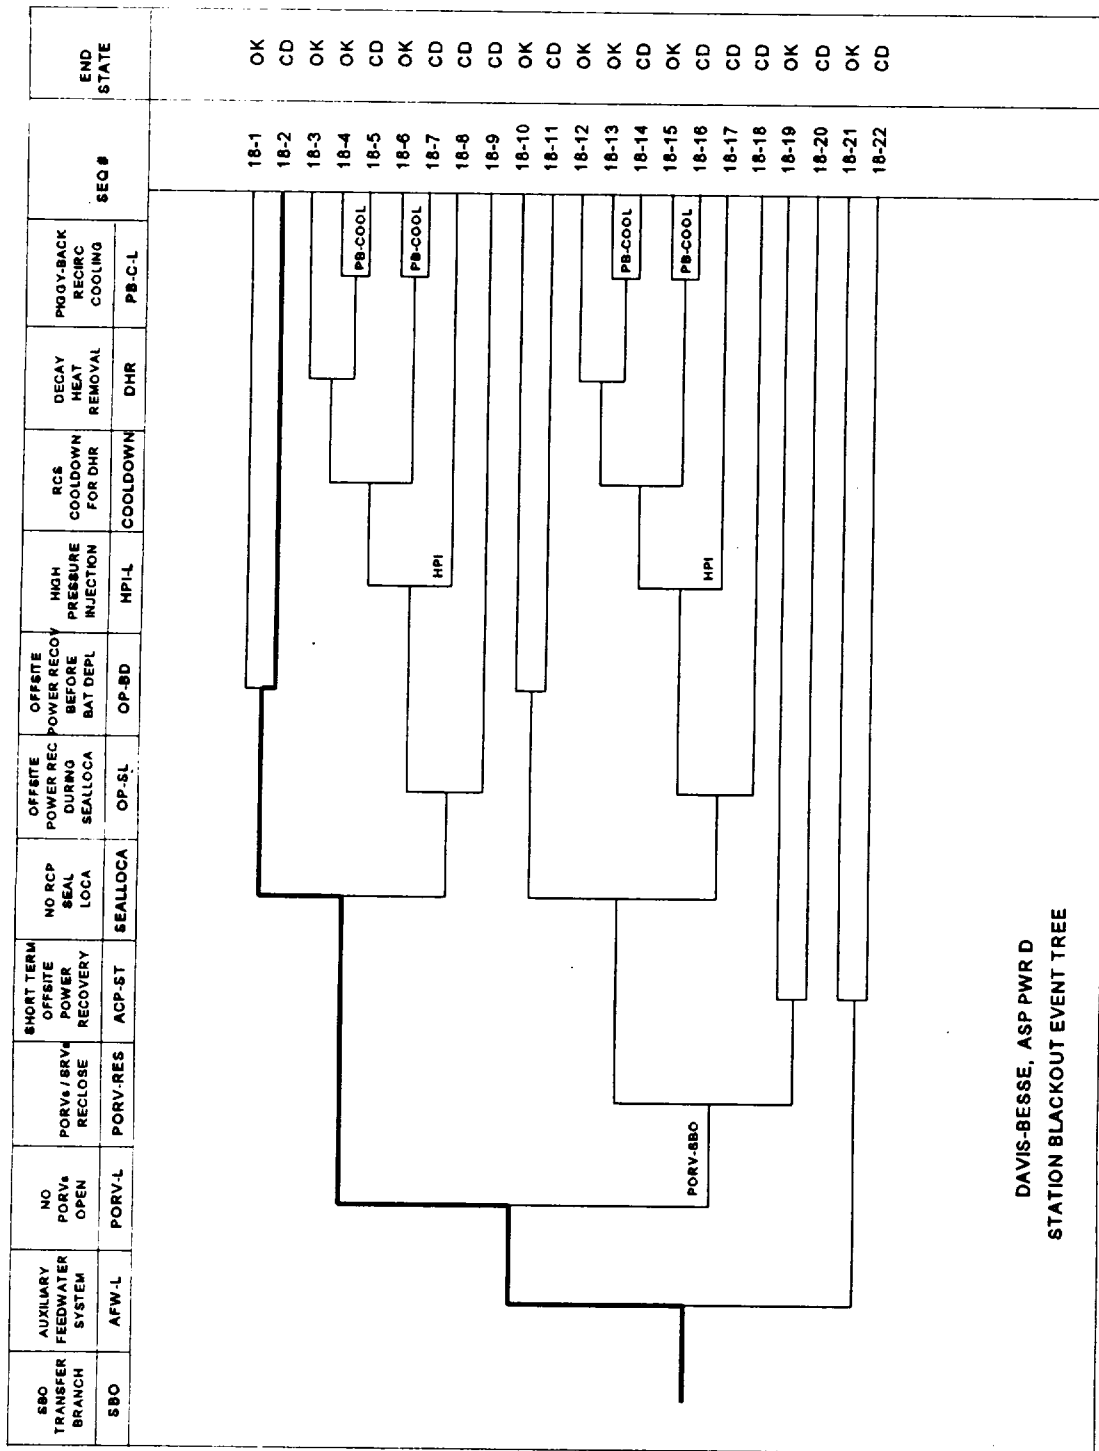 SBO
TRANSFER
BRANCH
SBO
AUXILIARY
FEEDWATER
SYSTEM
AFW-L
NO
PORVs
OPEN
PORV-L
PORVs / SRVs
RECLOSE
PORV-RES
SHORT TERM
OFFSITE
POWER
RECOVERY
ACP-ST
NO RCP
SEAL
LOCA
SEALLOCA
OFFSITE
POWER REC
DURING
SEALLOCA
OP-SL
OFFSITE
POWER RECOV
BEFORE
BAT DEPL
OP-BD
HIGH
PRESSURE
INJECTION
HPI-L
RCS
COOLDOWN
FOR DHR
COOLDOWN
DECAY
HEAT
REMOVAL
DHR
PIGGY-BACK
RECIRC
COOLING
PB-C-L
SEQ #
END
STATE
18-1 OK
18-2 CD
18-3 OK
18-4 OK
18-5 CD
18-6 OK
18-7 CD
18-8 CD
18-9 CD
18-10 OK
18-11 CD
18-12 OK
18-13 OK
18-14 CD
18-15 OK
18-16 CD
18-17 CD
18-18 CD
18-19 OK
18-20 CD
18-21 OK
18-22 CD
PB-COOL
PB-COOL
HPI
PB-COOL
PB-COOL
HPI
PORV-SBO
DAVIS-BESSE, ASP PWR D
STATION BLACKOUT EVENT TREE